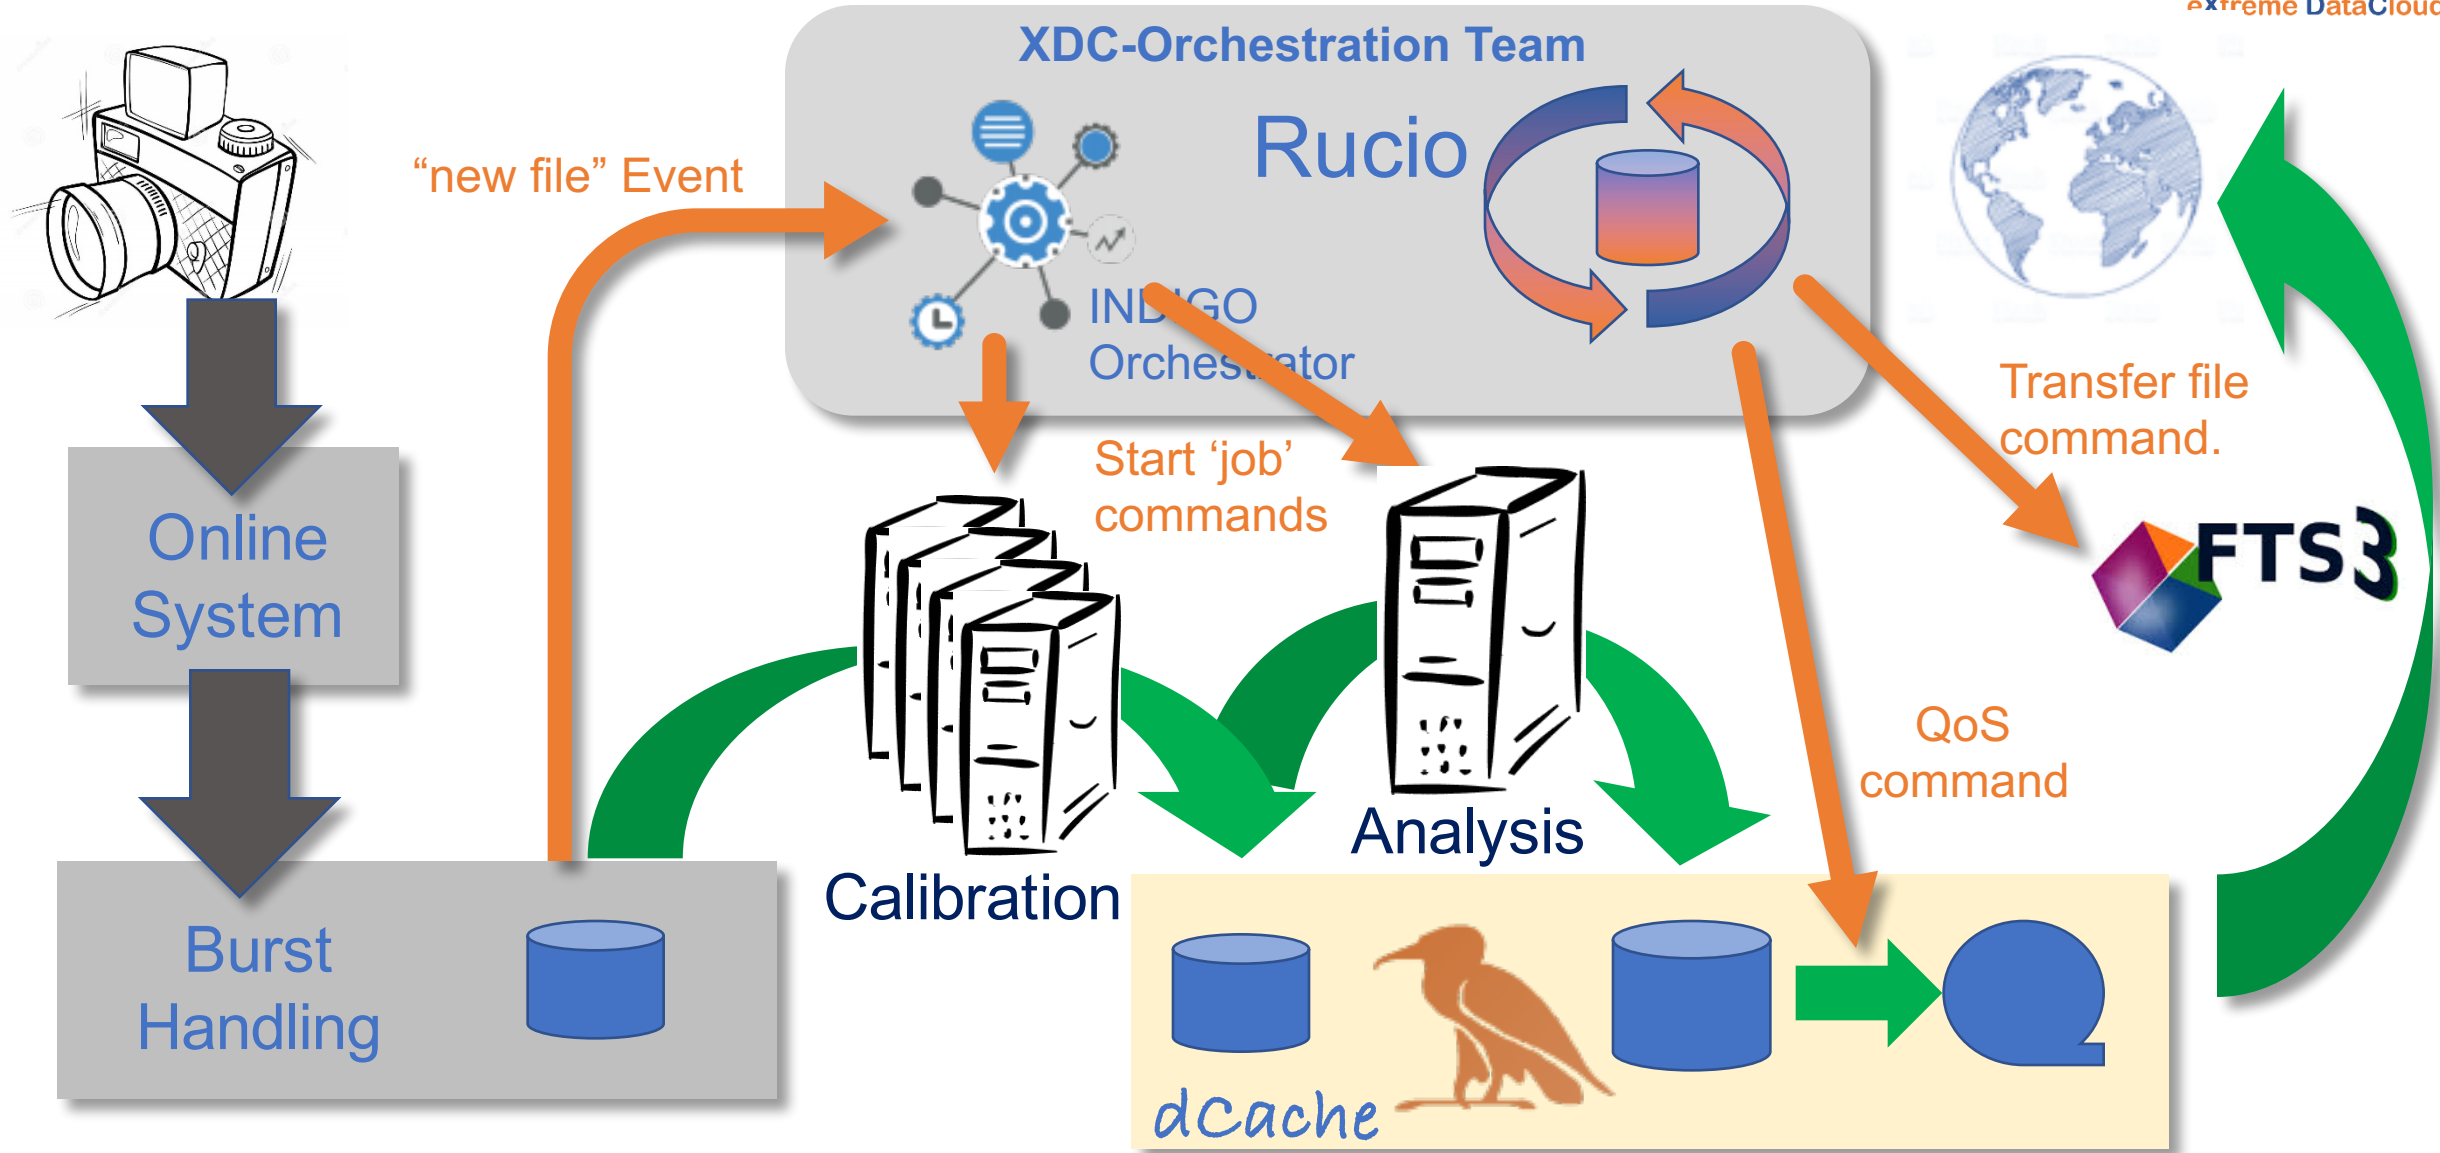 eXtreme DataCloud
XDC-Orchestration Team
Rucio
“new file” Event
INDIGO
Orchestrator
Transfer file
command.
Start ‘job’
commands
Online
System
FTS3
QoS
command
Analysis
Calibration
Burst
Handling
dCache